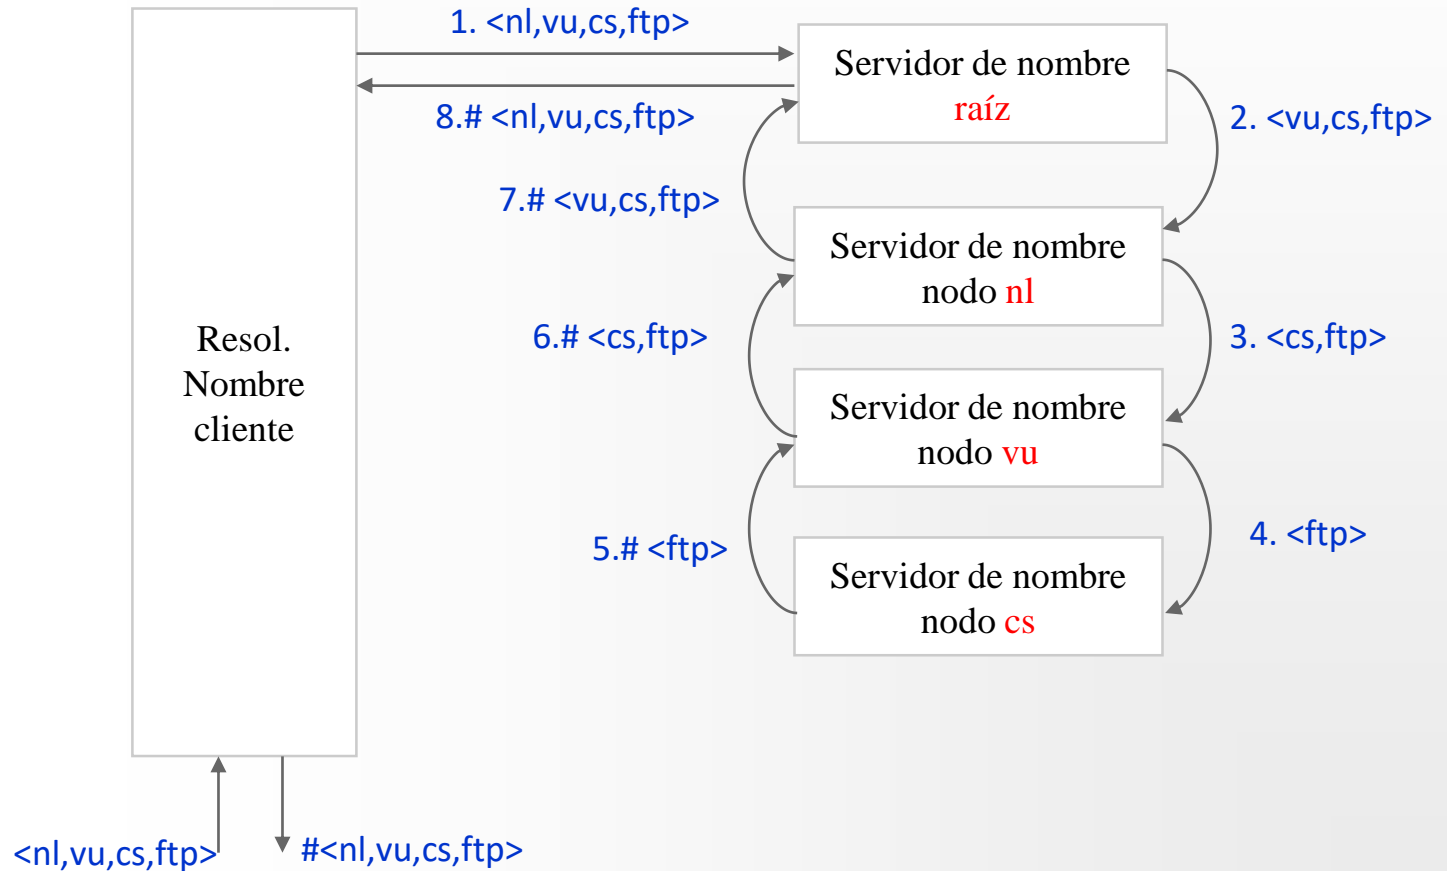 1. <nl,vu,cs,ftp>
Servidor de nombre
raíz
8.# <nl,vu,cs,ftp>
2. <vu,cs,ftp>
7.# <vu,cs,ftp>
Servidor de nombre
nodo nl
6.# <cs,ftp>
3. <cs,ftp>
Resol.
Nombre
cliente
Servidor de nombre
nodo vu
5.# <ftp>
4. <ftp>
Servidor de nombre
nodo cs
<nl,vu,cs,ftp>
#<nl,vu,cs,ftp>